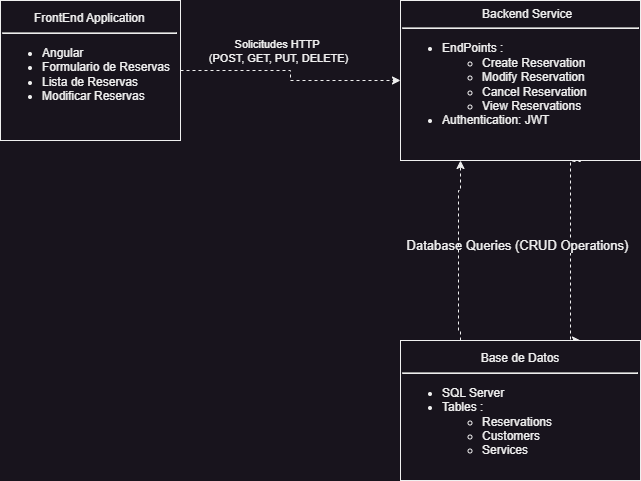 FrontEnd Application
Angular
Formulario de Reservas
Lista de Reservas
Modificar Reservas
Solicitudes HTTP
(POST, GET, PUT, DELETE)
Backend Service
EndPoints :
Create Reservation
Modify Reservation
Cancel Reservation
View Reservations
Authentication: JWT
Database Queries (CRUD Operations)
Base de Datos
SQL Server
Tables :
Reservations
Customers
Services